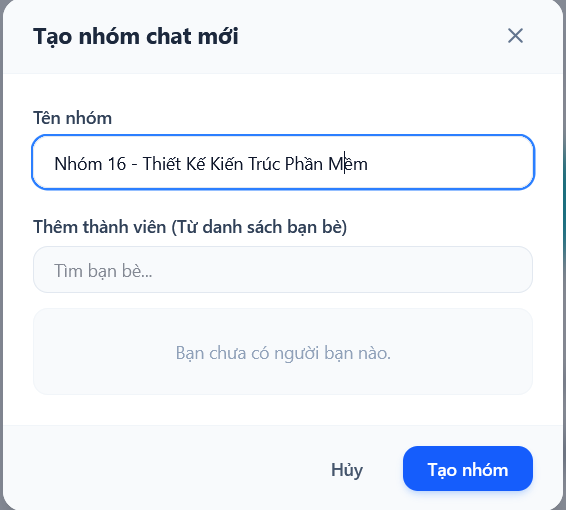 Tạo nhóm chat mới
Tên nhóm
Nhóm 16 - Thiết Kế Kiến Trúc Phần Mềm
Thêm thành viên (Từ danh sách bạn bè)
Tìm bạn bè...
Bạn chưa có người bạn nào.
Hủy
Tạo nhóm